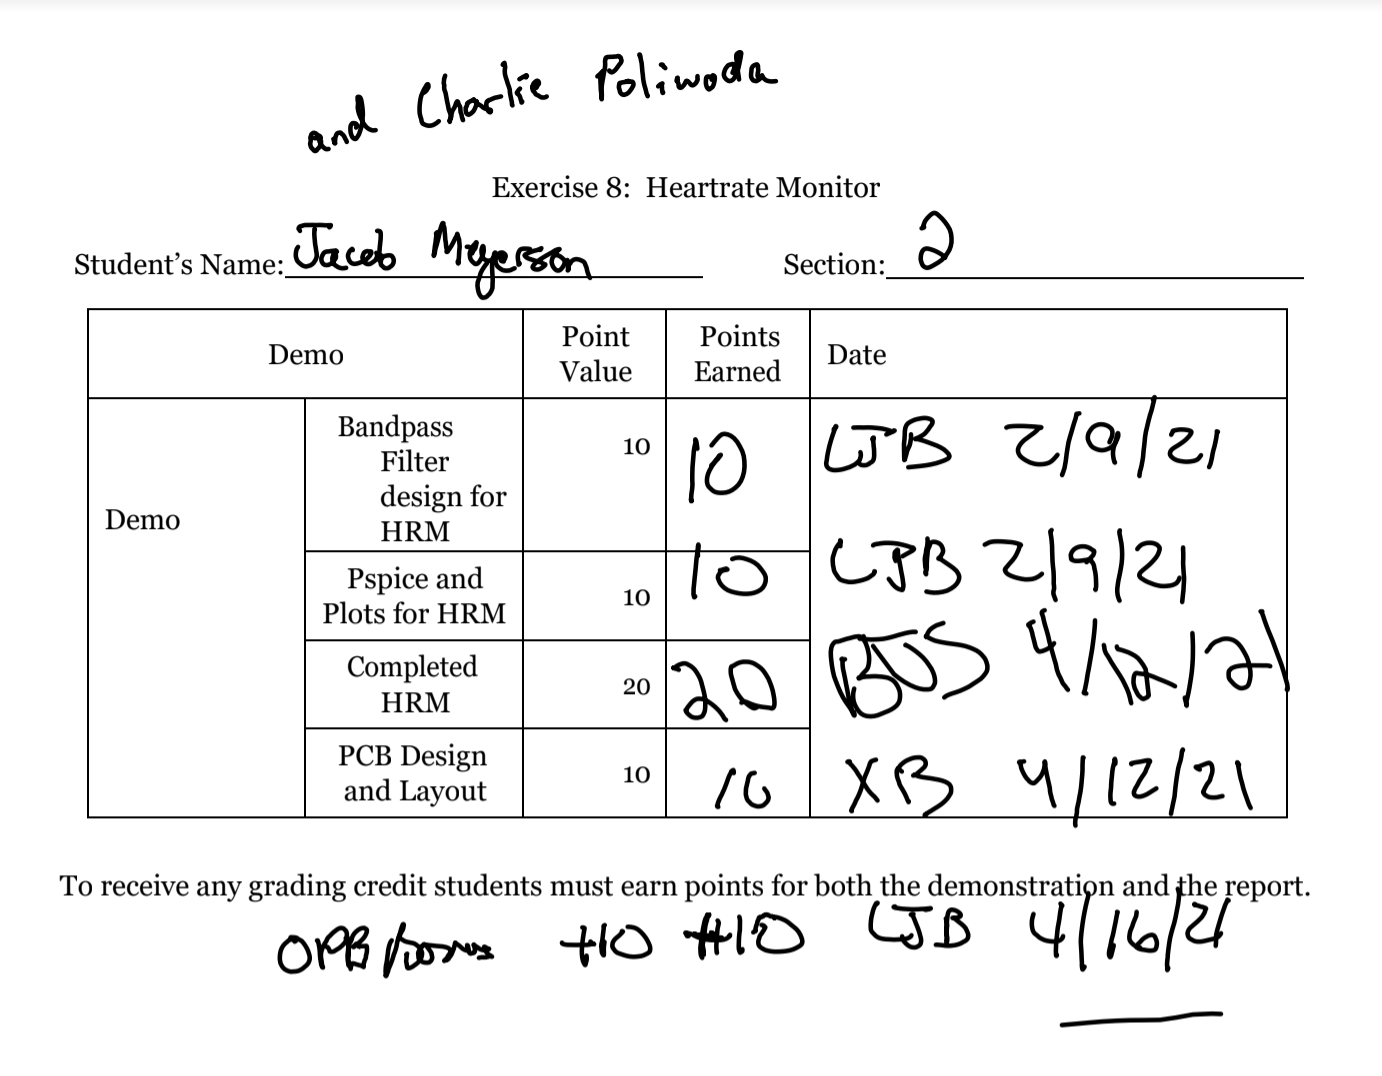 and Charlie Poliwoda
Exercise 8: Heartrate Monitor
Student's Name: Jacob Meyerson Section: 2
Demo Point Value Points Earned Date
Demo
Bandpass Filter design for HRM 10 10 LJB 2/9/21
Pspice and Plots for HRM 10 10 LJB 2/9/21
Completed HRM 20 20 4/12/21
PCB Design and Layout 10 10 XB 4/12/21
To receive any grading credit students must earn points for both the demonstration and the report.
OPB bonus +10 +10 LJB 4/16/21